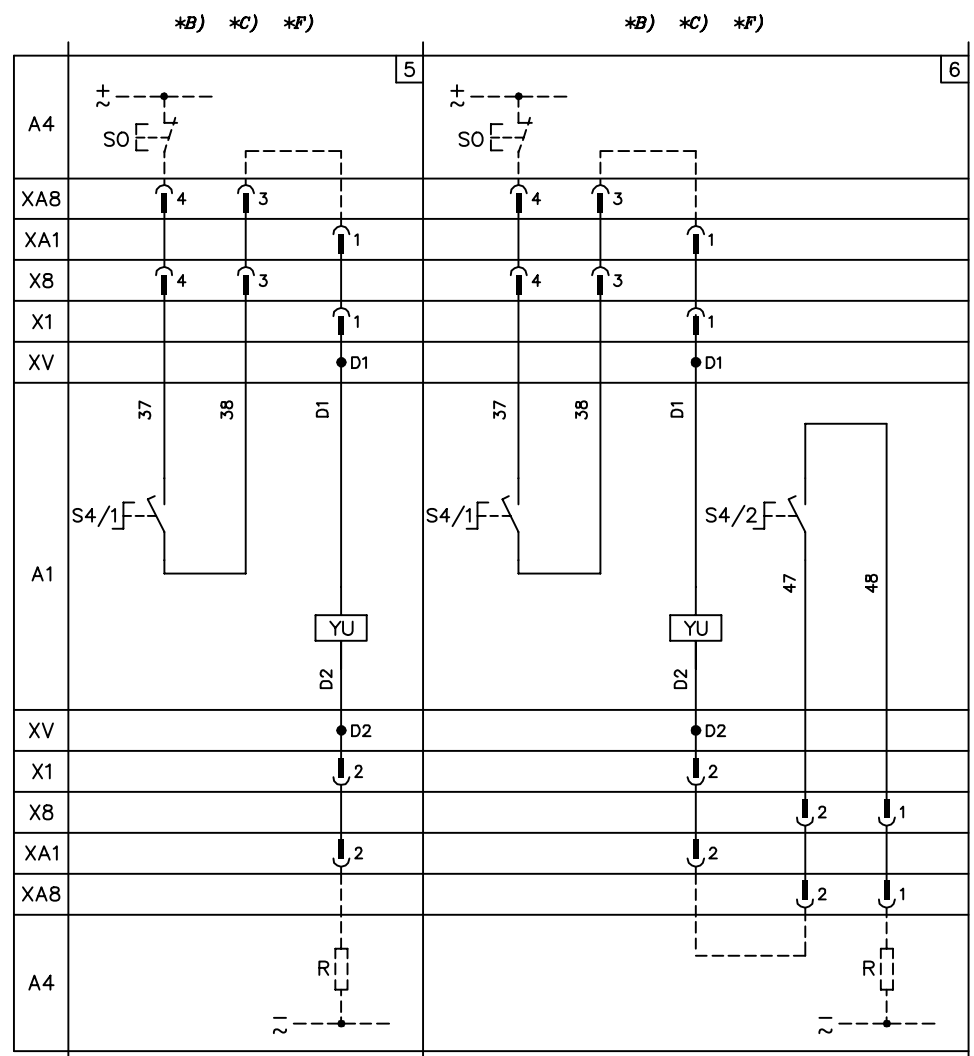 *B) *C) *F) *B) *C) *F)
5 6
+ ~ + ~
A4 SO SO
XA8 4 3 4 3
XA1 1 1
X8 4 3 4 3
X1 1 1
XV D1 D1
37 38 D1 37 38 D1
S4/1 S4/1 S4/2
A1 47 48
YU YU
D2 D2
XV D2 D2
X1 2 2
X8 2 1
XA1 2 2
XA8 2 1
A4 R R
− ~ − ~